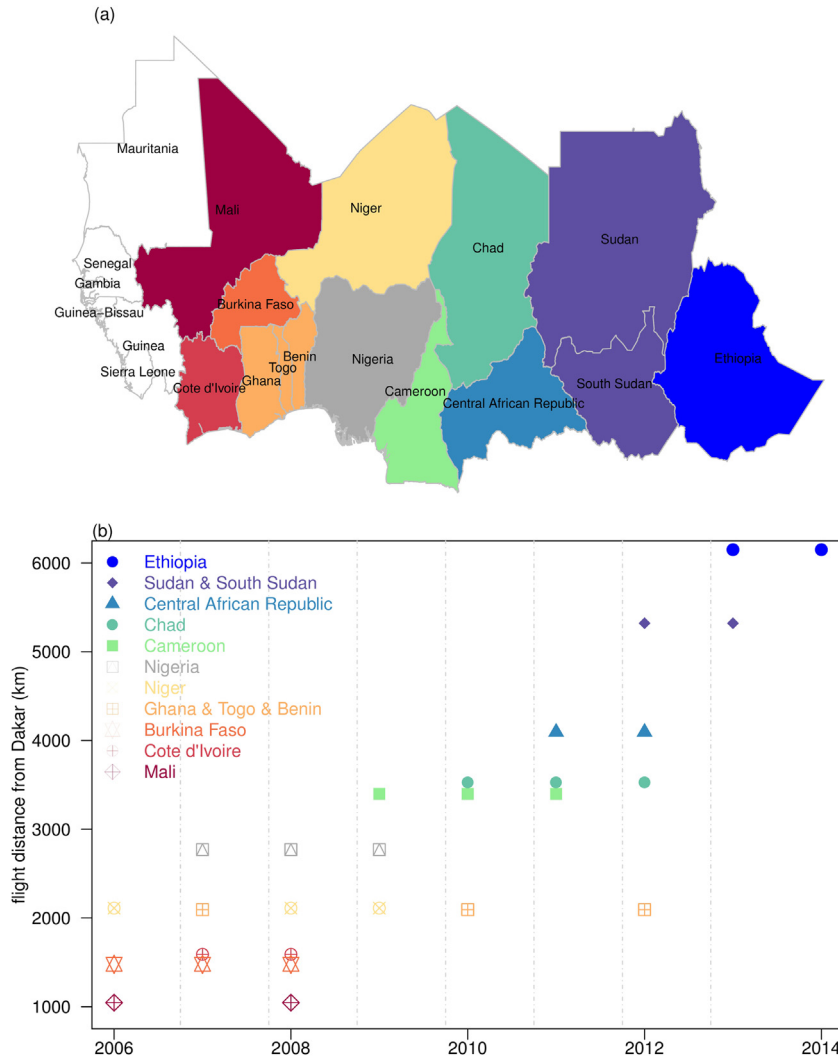 (a)
Mauritania
Mali
Niger
Chad
Sudan
Senegal
Gambia
Guinea−Bissau
Burkina Faso
Guinea
Sierra Leone
Cote d'Ivoire
Ghana
Togo
Benin
Nigeria
Cameroon
Central African Republic
South Sudan
Ethiopia
(b)
flight distance from Dakar (km)
6000
5000
4000
3000
2000
1000
Ethiopia
Sudan & South Sudan
Central African Republic
Chad
Cameroon
Nigeria
Niger
Ghana & Togo & Benin
Burkina Faso
Cote d'Ivoire
Mali
2006 2008 2010 2012 2014